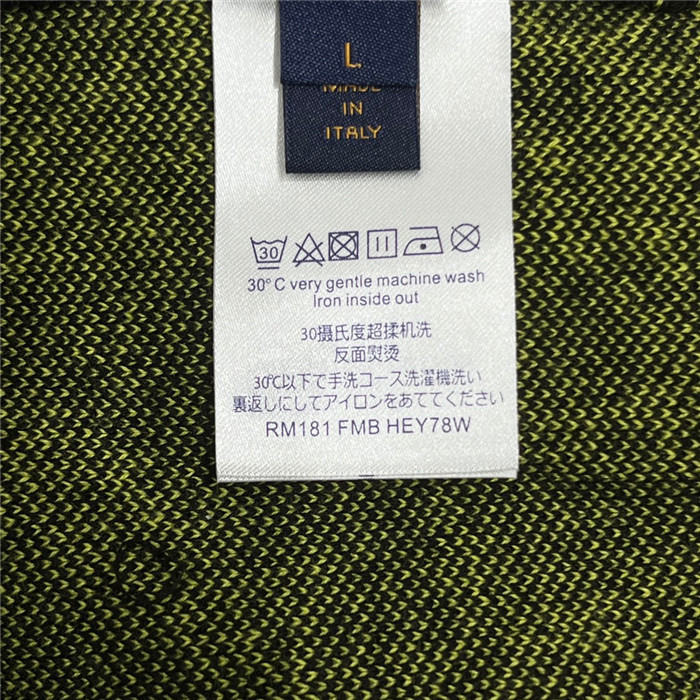 L
MADE
IN
ITALY
30
30°C very gentle machine wash
Iron inside out
30摄氏度超揉机洗
反面熨烫
30℃以下で手洗コース洗濯機洗い
裏返しにしてアイロンをあててください
RM181 FMB HEY78W